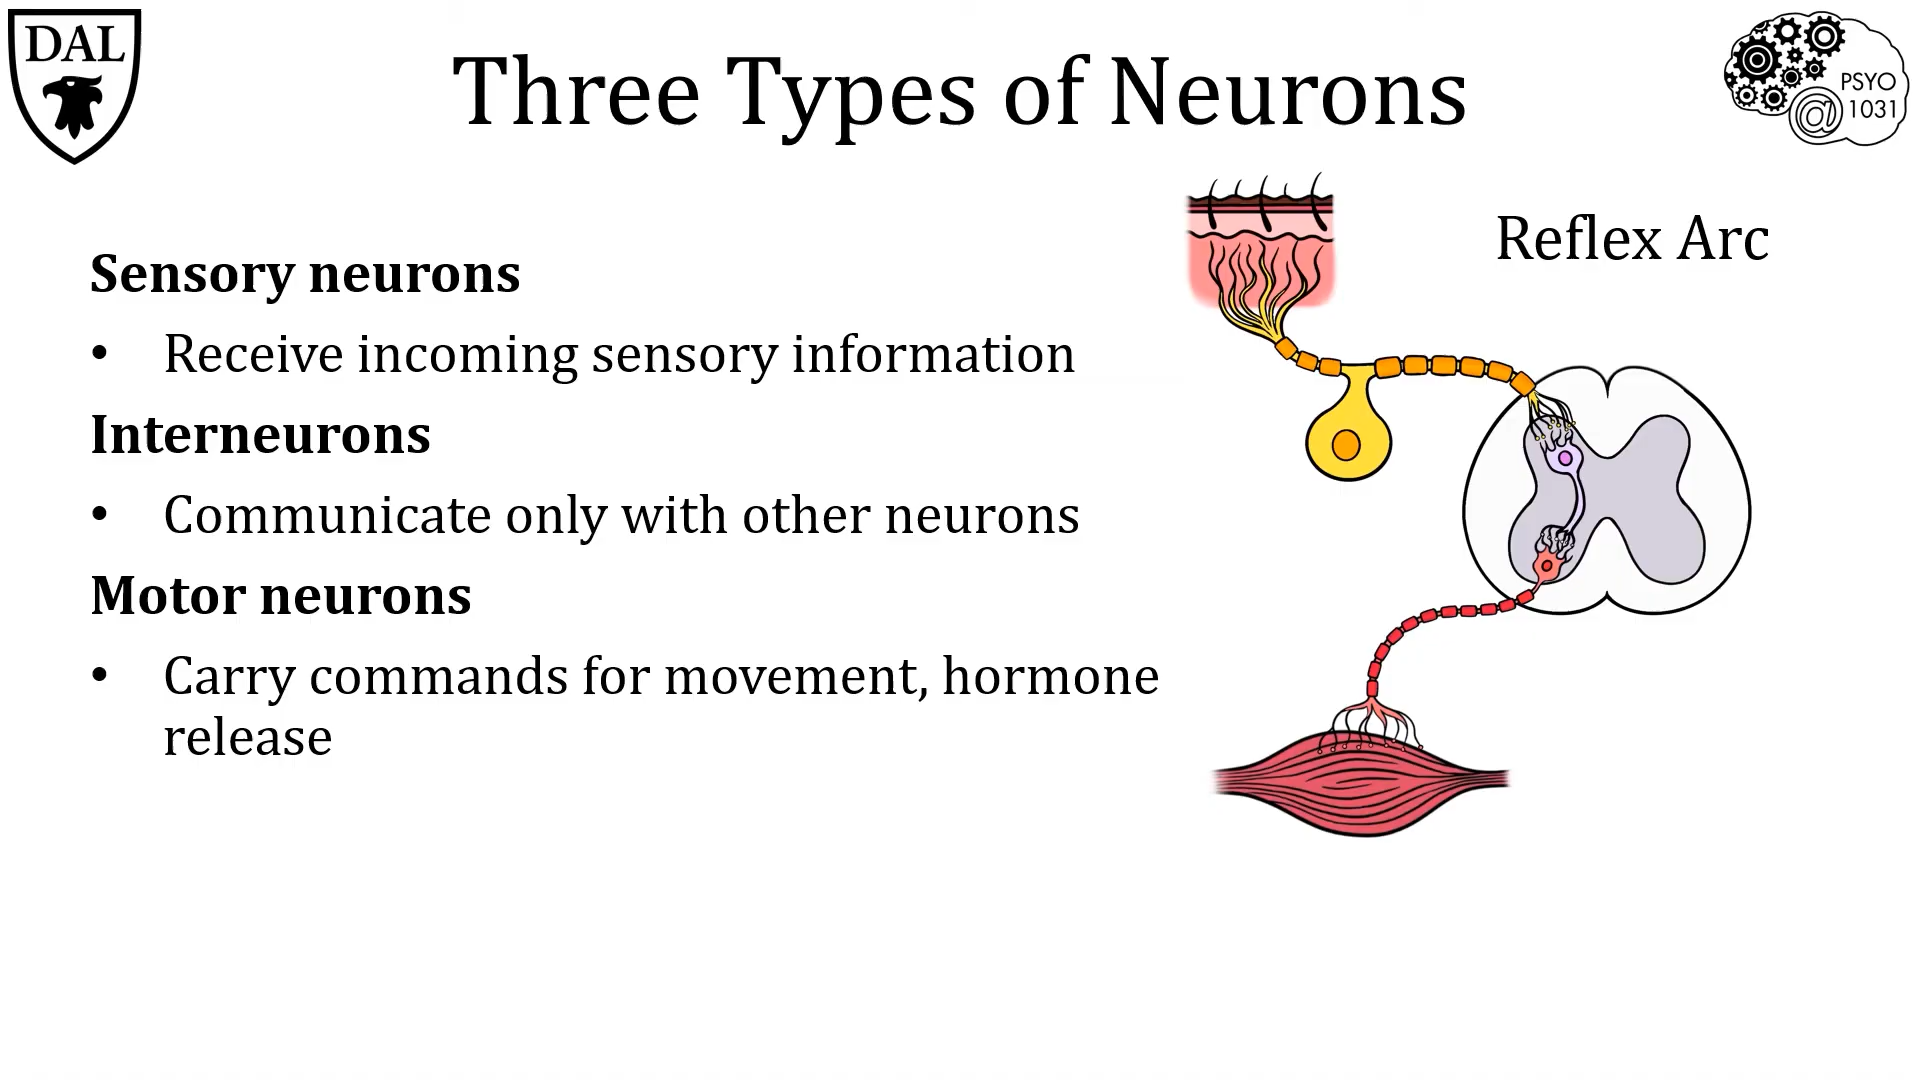 DAL
Three Types of Neurons
PSYO
@ 1031
Reflex Arc
Sensory neurons
• Receive incoming sensory information
Interneurons
• Communicate only with other neurons
Motor neurons
• Carry commands for movement, hormone
release